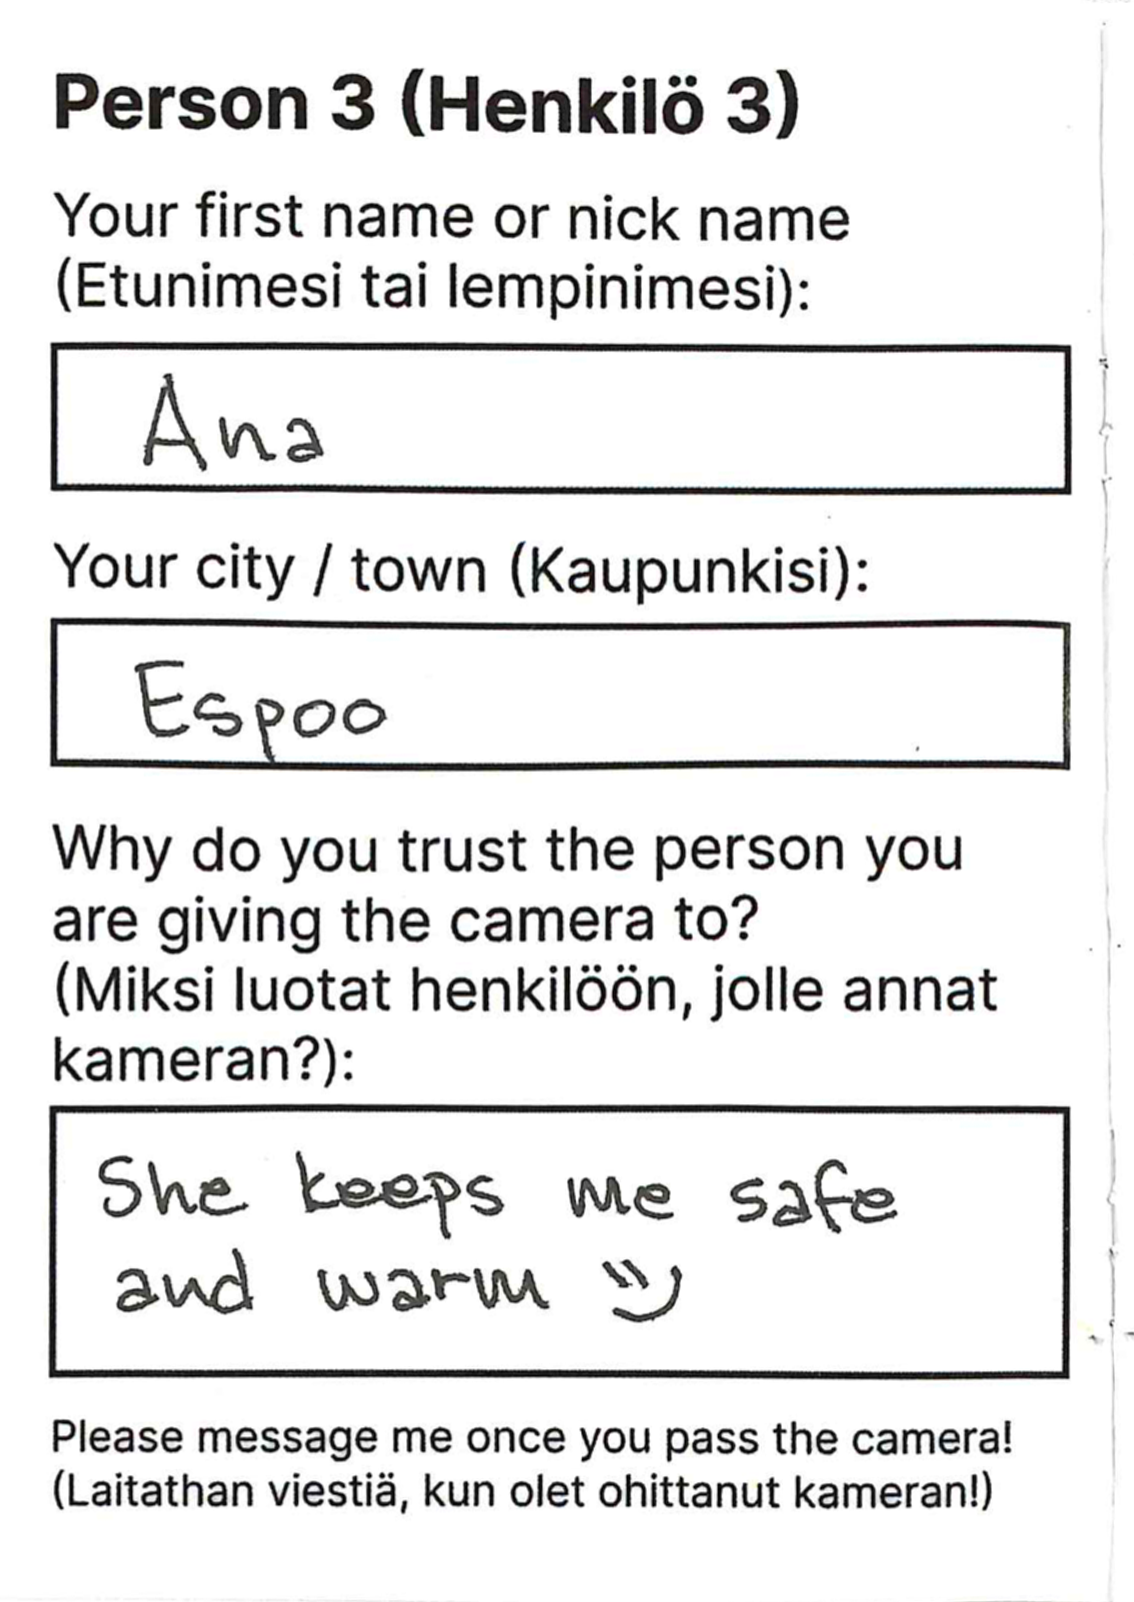 Person 3 (Henkilö 3)
Your first name or nick name
(Etunimesi tai lempinimesi):
Ana
Your city / town (Kaupunkisi):
Espoo
Why do you trust the person you
are giving the camera to?
(Miksi luotat henkilöön, jolle annat
kameran?):
She keeps me safe
and warm
Please message me once you pass the camera!
(Laitathan viestiä, kun olet ohittanut kameran!)